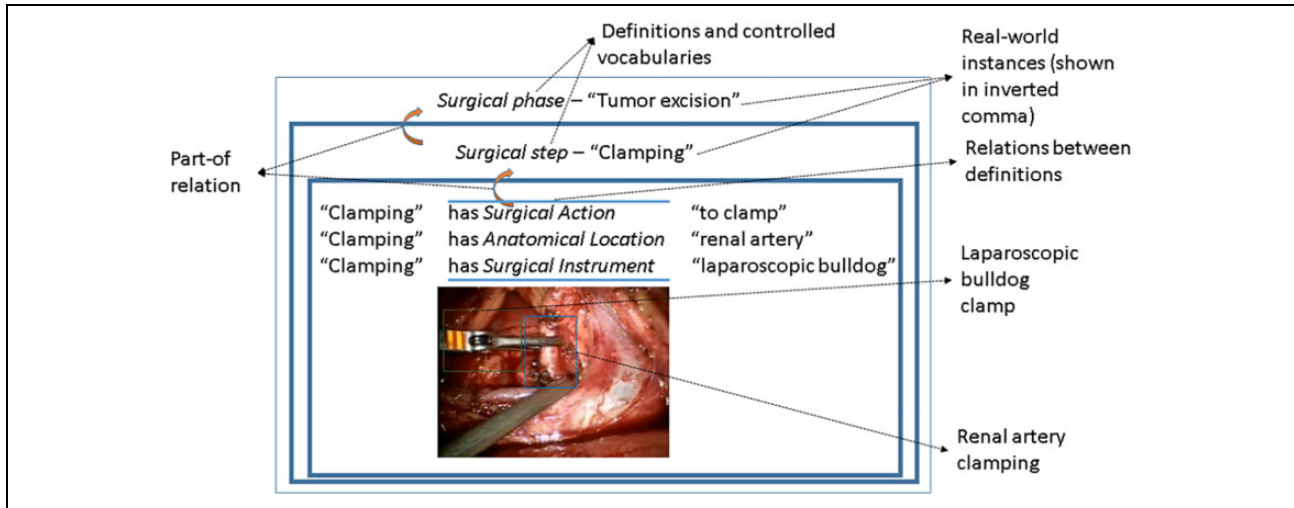 Definitions and controlled
vocabularies
Real-world
instances (shown
in inverted
comma)
Surgical phase – “Tumor excision”
Surgical step – “Clamping”
Part-of
relation
Relations between
definitions
“Clamping” has Surgical Action “to clamp”
“Clamping” has Anatomical Location “renal artery”
“Clamping” has Surgical Instrument “laparoscopic bulldog”
Laparoscopic
bulldog
clamp
Renal artery
clamping